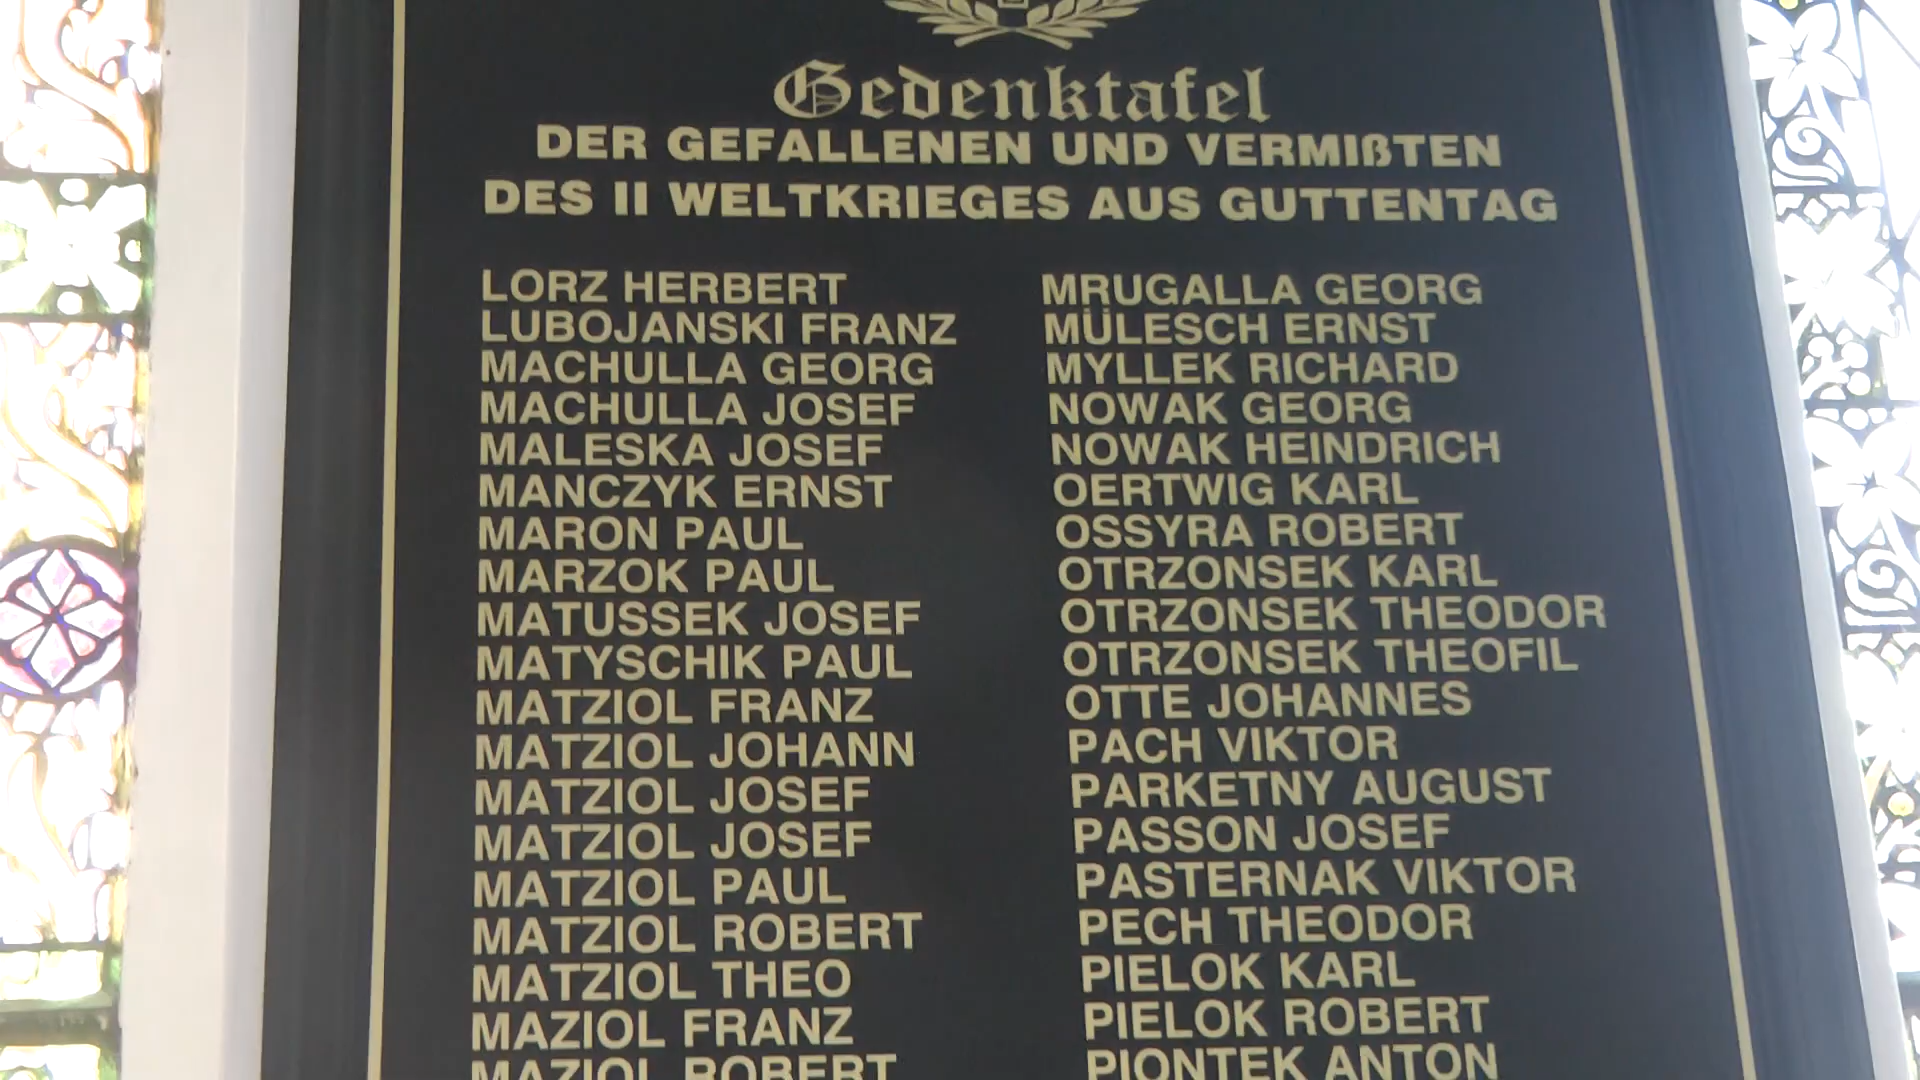 Gedenktafel
DER GEFALLENEN UND VERMIßTEN
DES II WELTKRIEGES AUS GUTTENTAG
LORZ HERBERT
LUBOJANSKI FRANZ
MACHULLA GEORG
MACHULLA JOSEF
MALESKA JOSEF
MANCZYK ERNST
MARON PAUL
MARZOK PAUL
MATUSSEK JOSEF
MATYSCHIK PAUL
MATZIOL FRANZ
MATZIOL JOHANN
MATZIOL JOSEF
MATZIOL JOSEF
MATZIOL PAUL
MATZIOL ROBERT
MATZIOL THEO
MAZIOL FRANZ
MAZIOL ROBERT
MRUGALLA GEORG
MÜLESCH ERNST
MYLLEK RICHARD
NOWAK GEORG
NOWAK HEINDRICH
OERTWIG KARL
OSSYRA ROBERT
OTRZONSEK KARL
OTRZONSEK THEODOR
OTRZONSEK THEOFIL
OTTE JOHANNES
PACH VIKTOR
PARKETNY AUGUST
PASSON JOSEF
PASTERNAK VIKTOR
PECH THEODOR
PIELOK KARL
PIELOK ROBERT
PIONTEK ANTON